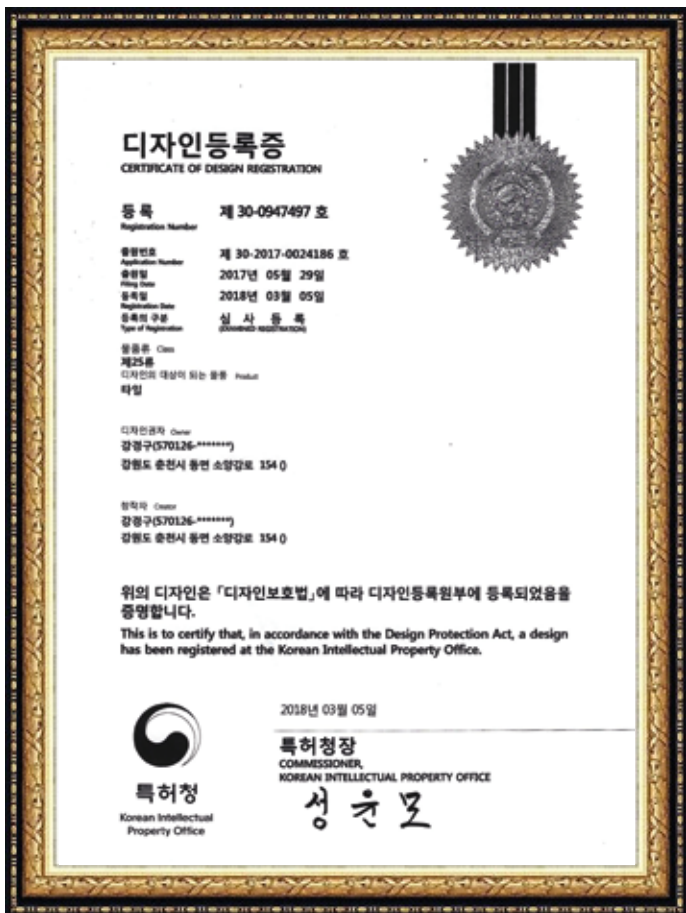 디자인등록증
CERTIFICATE OF DESIGN REGISTRATION
등록 제 30-0947497 호
Registration Number
출원번호 제 30-2017-0024186 호
Application Number
출원일 2017년 05월 29일
Filing Date
등록일 2018년 03월 05일
Registration Date
등록의 구분 심 사 등 록
Type of Registration (EXAMINED REGISTRATION)
물품류 Class
제25류
디자인의 대상이 되는 물품 Product
타일
디자인권자 Owner
강경구(570126-*******)
강원도 춘천시 동면 소양강로 154 ()
창작자 Creator
강경구(570126-*******)
강원도 춘천시 동면 소양강로 154 ()
위의 디자인은 「디자인보호법」에 따라 디자인등록원부에 등록되었음을
증명합니다.
This is to certify that, in accordance with the Design Protection Act, a design
has been registered at the Korean Intellectual Property Office.
2018년 03월 05일
특허청장
COMMISSIONER,
KOREAN INTELLECTUAL PROPERTY OFFICE
성윤모
특허청
Korean Intellectual
Property Office